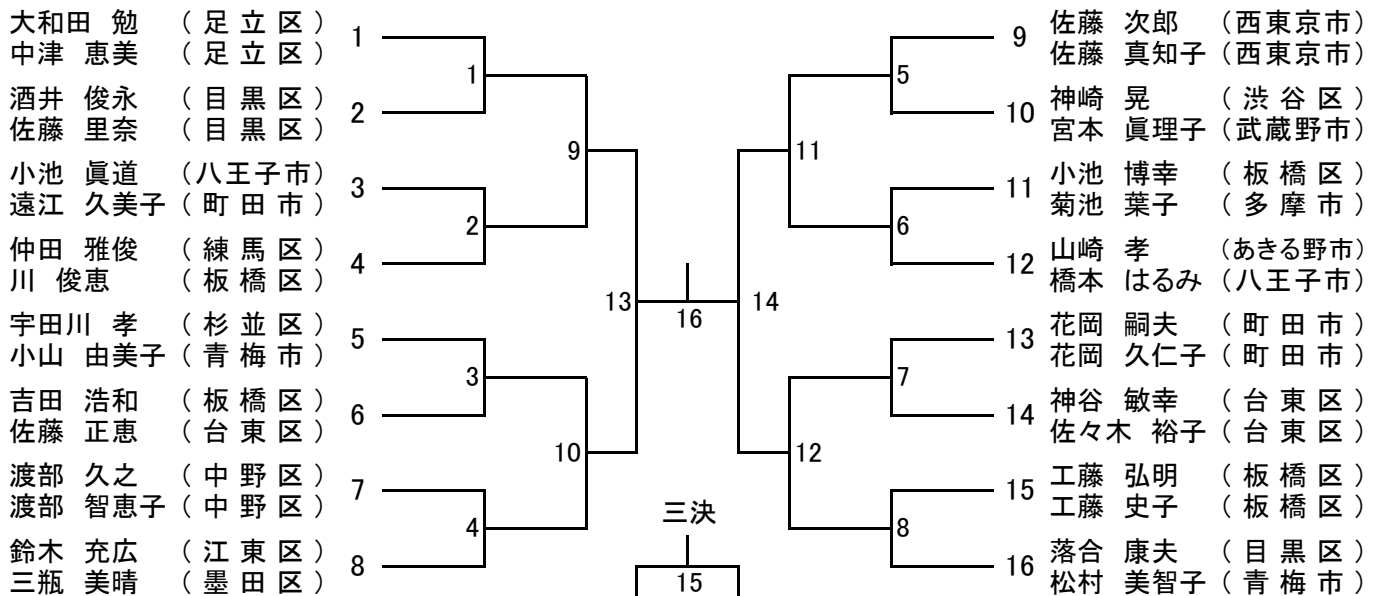 大和田 勉 （ 足 立 区 ） 1
中津 恵美 （ 足 立 区 ）
酒井 俊永 （ 目 黒 区 ） 2
佐藤 里奈 （ 目 黒 区 ）
小池 眞道 （八王子市） 3
遠江 久美子 （ 町 田 市 ）
仲田 雅俊 （ 練 馬 区 ） 4
川 俊恵 （ 板 橋 区 ）
宇田川 孝 （ 杉 並 区 ） 5
小山 由美子 （ 青 梅 市 ）
吉田 浩和 （ 板 橋 区 ） 6
佐藤 正恵 （ 台 東 区 ）
渡部 久之 （ 中 野 区 ） 7
渡部 智恵子 （ 中 野 区 ）
鈴木 充広 （ 江 東 区 ） 8
三瓶 美晴 （ 墨 田 区 ）
1
2
3
4
9
10
13
16
三決
15
14
11
12
5
6
7
8
9 佐藤 次郎 （西東京市）
佐藤 真知子 （西東京市）
10 神崎 晃 （ 渋 谷 区 ）
宮本 眞理子 （武蔵野市）
11 小池 博幸 （ 板 橋 区 ）
菊池 葉子 （ 多 摩 市 ）
12 山崎 孝 （あきる野市）
橋本 はるみ （八王子市）
13 花岡 嗣夫 （ 町 田 市 ）
花岡 久仁子 （ 町 田 市 ）
14 神谷 敏幸 （ 台 東 区 ）
佐々木 裕子 （ 台 東 区 ）
15 工藤 弘明 （ 板 橋 区 ）
工藤 史子 （ 板 橋 区 ）
16 落合 康夫 （ 目 黒 区 ）
松村 美智子 （ 青 梅 市 ）